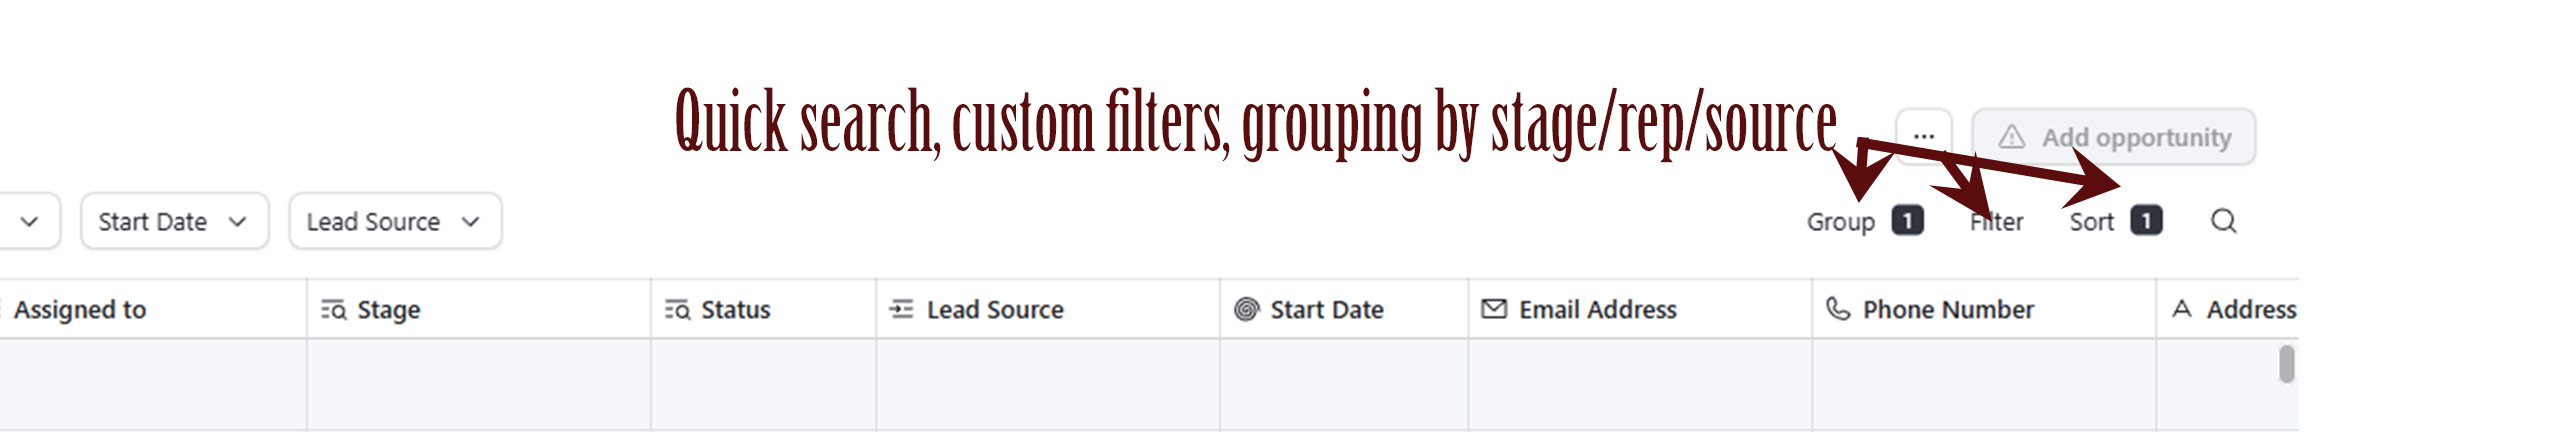 Quick search, custom filters, grouping by stage/rep/source
... Add opportunity
Start Date Lead Source Group 1 Filter Sort 1
Assigned to Stage Status Lead Source Start Date Email Address Phone Number Address